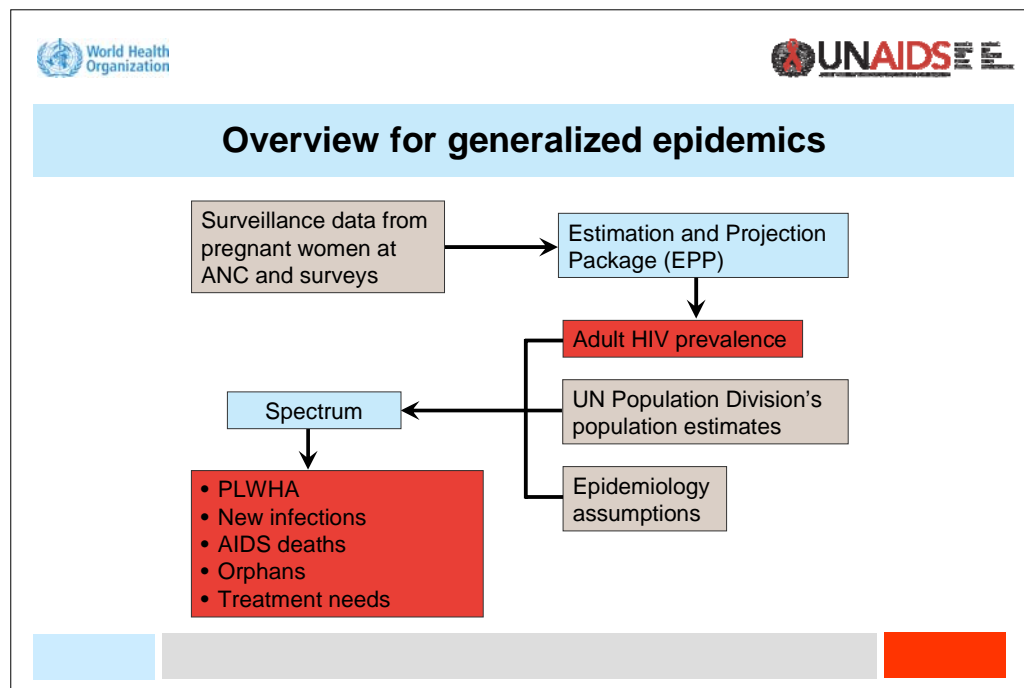 World Health
Organization
UNAIDS
Overview for generalized epidemics
Surveillance data from
pregnant women at
ANC and surveys
Estimation and Projection
Package (EPP)
Adult HIV prevalence
UN Population Division’s
population estimates
Spectrum
Epidemiology
assumptions
• PLWHA
• New infections
• AIDS deaths
• Orphans
• Treatment needs